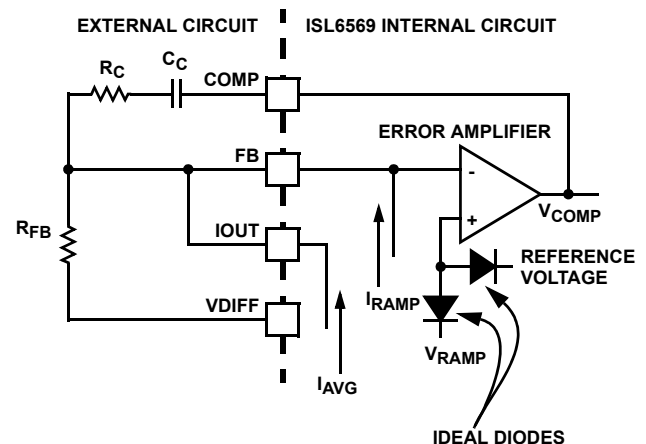 EXTERNAL CIRCUIT
ISL6569 INTERNAL CIRCUIT
RC
CC
COMP
ERROR AMPLIFIER
FB
-
+
VCOMP
RFB
IOUT
REFERENCE
VOLTAGE
IRAMP
VDIFF
VRAMP
IAVG
IDEAL DIODES